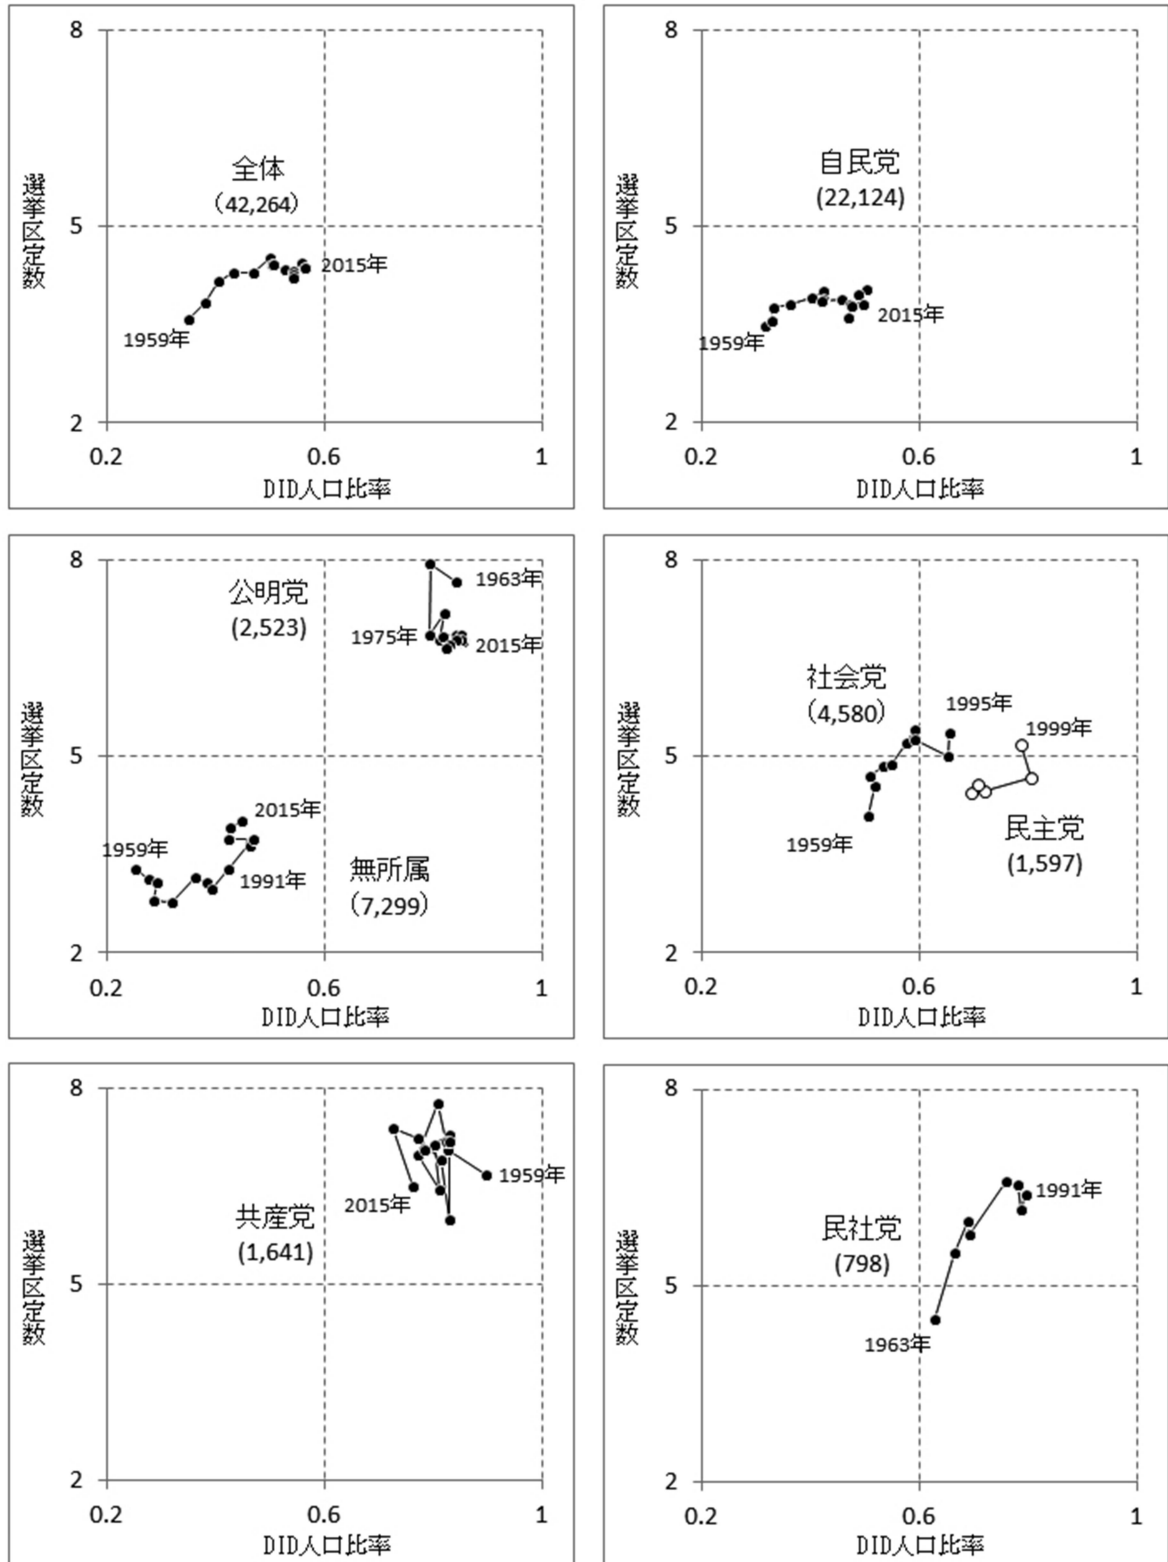 8
全体
(42,264)
選挙区定数
5
2015年
1959年
2
0.2
0.6
1
DID人口比率
8
自民党
(22,124)
選挙区定数
5
2015年
1959年
2
0.2
0.6
1
DID人口比率
8
公明党
(2,523)
1963年
1975年
2015年
選挙区定数
5
2015年
1959年
1991年
無所属
(7,299)
2
0.2
0.6
1
DID人口比率
8
社会党
(4,580)
1995年
1999年
選挙区定数
5
1959年
民主党
(1,597)
2
0.2
0.6
1
DID人口比率
8
1959年
2015年
共産党
(1,641)
選挙区定数
5
2
0.2
0.6
1
DID人口比率
8
1991年
民社党
(798)
選挙区定数
5
1963年
2
0.2
0.6
1
DID人口比率